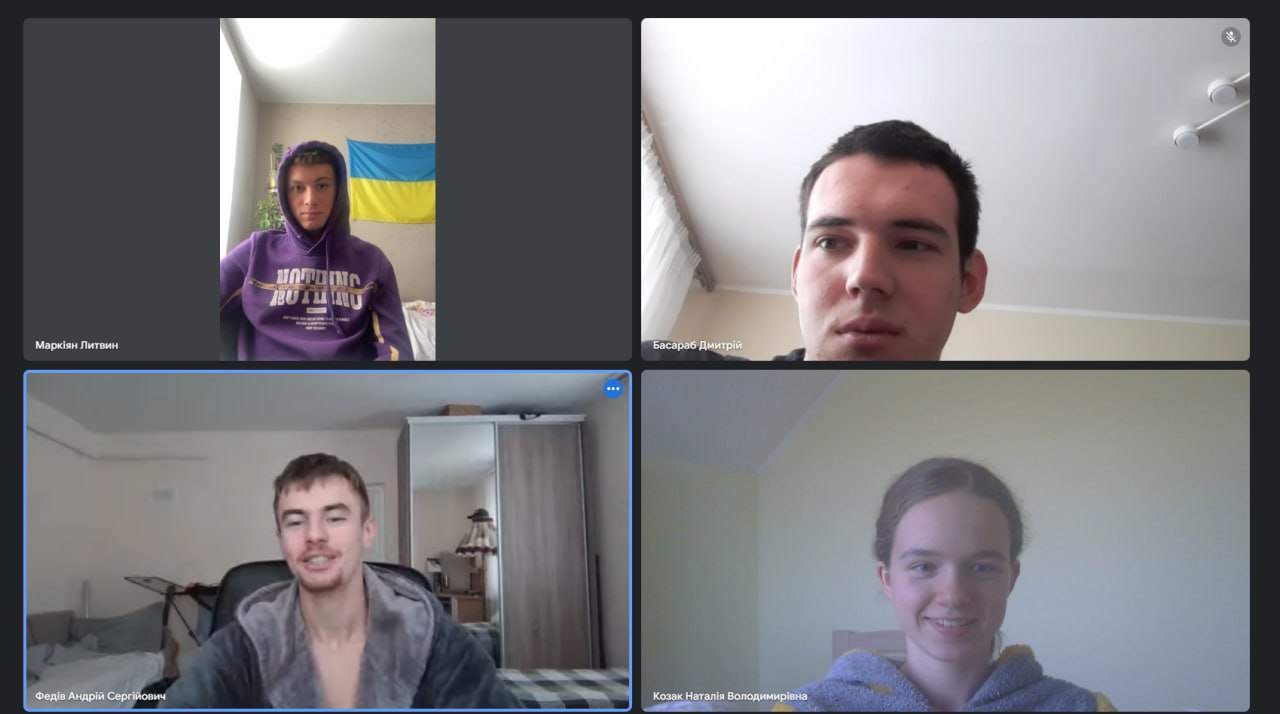 NOTHING
Маркіян Литвин
Басараб Дмитрій
Федів Андрій Сергійович
Козак Наталія Володимирівна